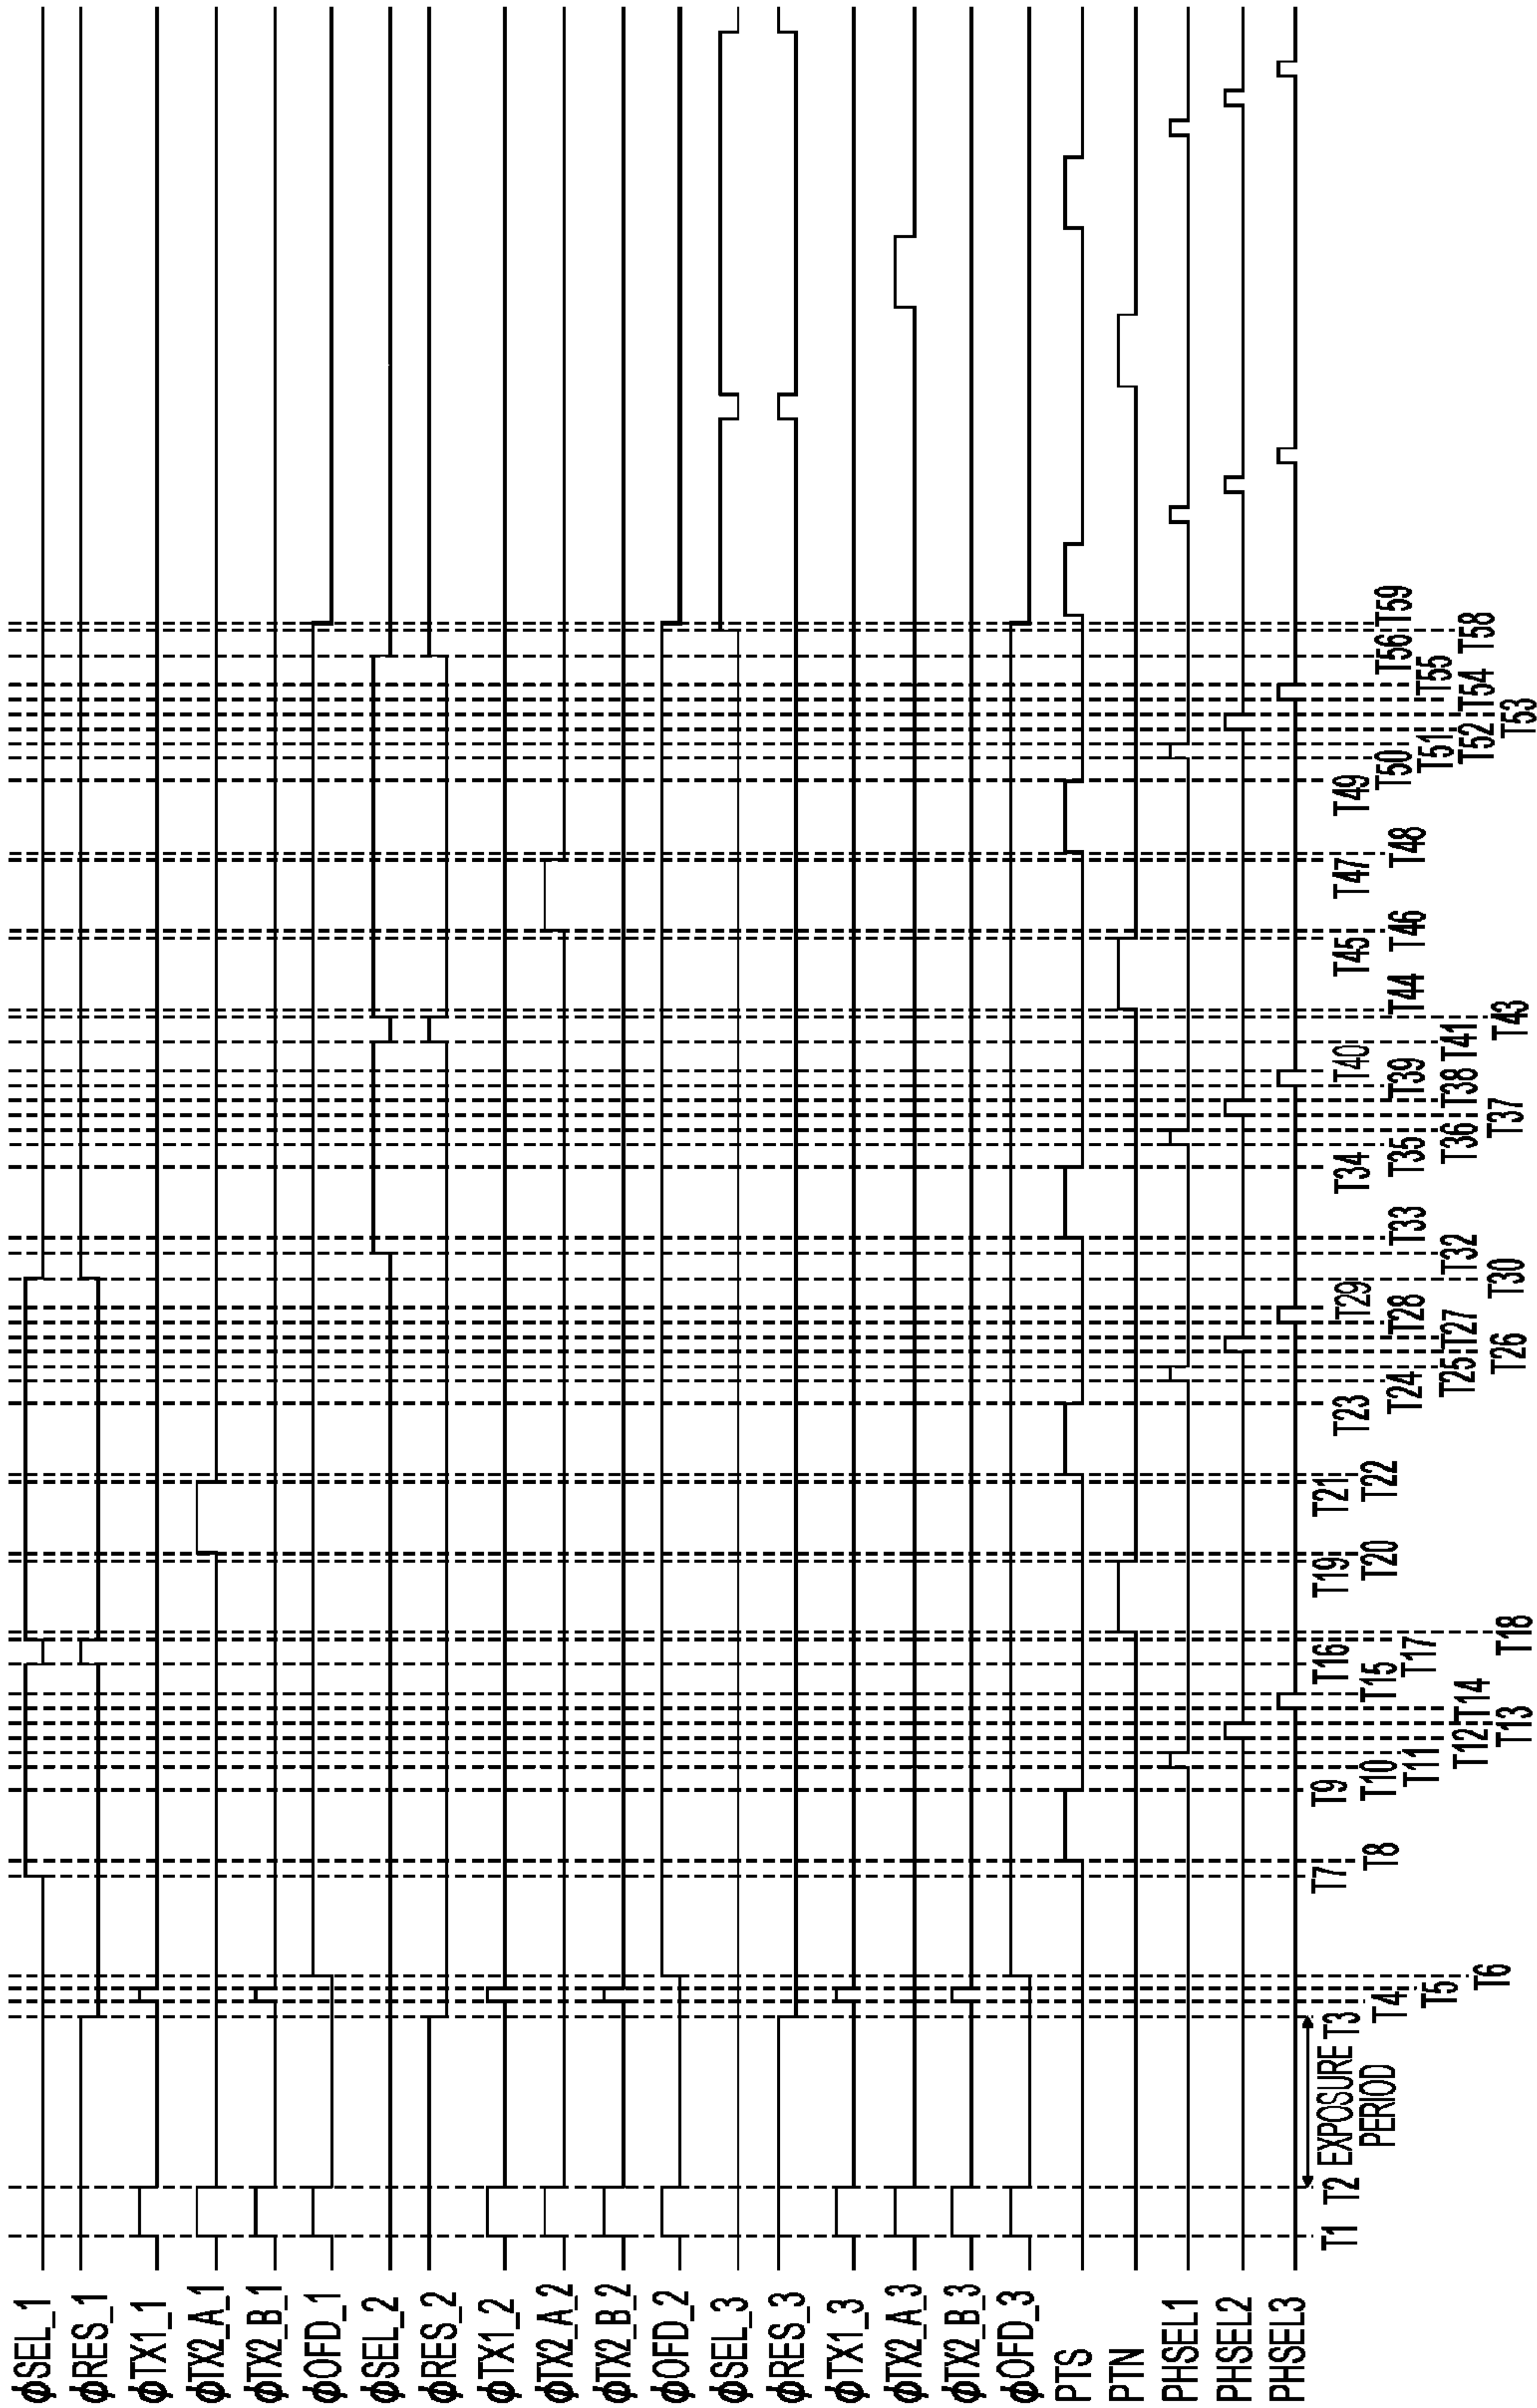 ϕSEL_1
ϕRES_1
ϕTX1_1
ϕTX2_A_1
ϕTX2_B_1
ϕOFD_1
ϕSEL_2
ϕRES_2
ϕTX1_2
ϕTX2_A_2
ϕTX2_B_2
ϕOFD_2
ϕSEL_3
ϕRES_3
ϕTX1_3
ϕTX2_A_3
ϕTX2_B_3
ϕOFD_3
PTS
PTN
PHSEL1
PHSEL2
PHSEL3
T1
T2
EXPOSURE
PERIOD
T3
T4
T5
T6
T7
T8
T9
T10
T11
T12
T13
T14
T15
T16
T17
T18
T19
T20
T21
T22
T23
T24
T25
T26
T27
T28
T29
T30
T32
T33
T34
T35
T36
T37
T38
T39
T40
T41
T43
T44
T45
T46
T47
T48
T49
T50
T51
T52
T53
T54
T55
T56
T58
T59